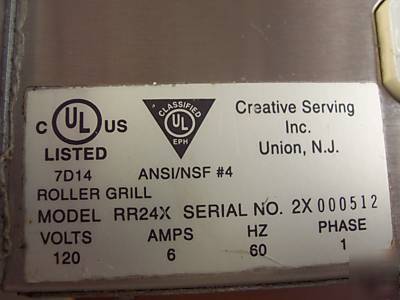 C UL US
LISTED
7D14
CLASSIFIED
UL
EPH
ANSI/NSF #4
Creative Serving
Inc.
Union, N.J.
ROLLER GRILL
MODEL RR24X SERIAL NO. 2X000512
VOLTS AMPS HZ PHASE
120 6 60 1